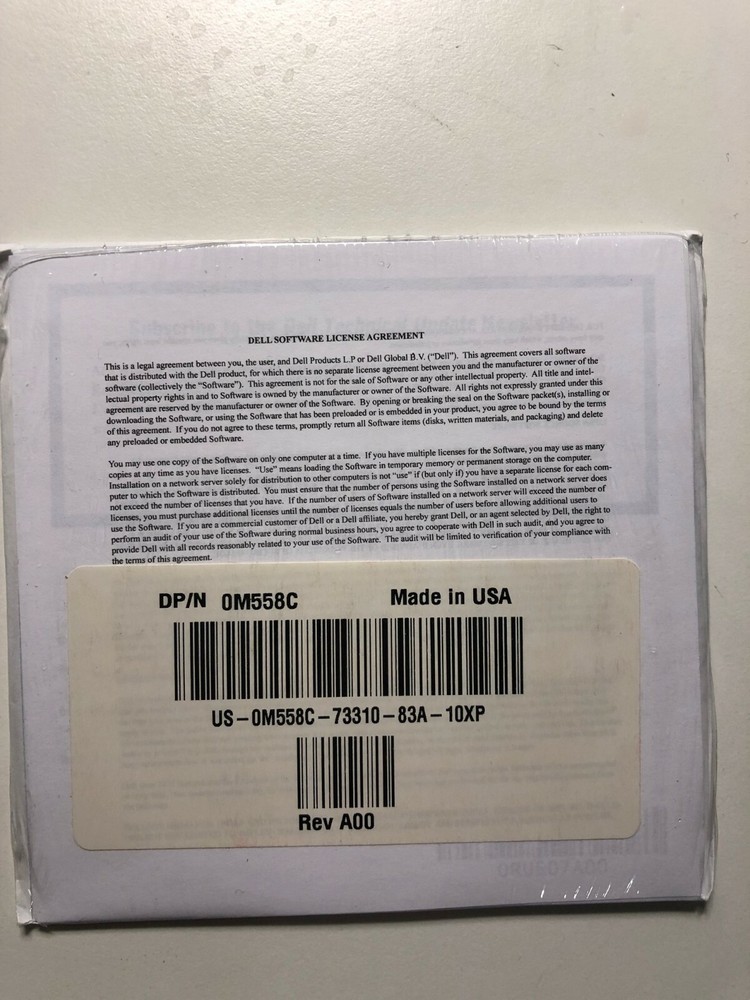 Subscribe to the Dell Technical Update Newsletter
DELL SOFTWARE LICENSE AGREEMENT
This is a legal agreement between you, the user, and Dell Products L.P or Dell Global B.V. ("Dell"). This agreement covers all software
that is distributed with the Dell product, for which there is no separate license agreement between you and the manufacturer or owner of the
software (collectively the "Software"). This agreement is not for the sale of Software or any other intellectual property. All title and intel-
lectual property rights in and to Software is owned by the manufacturer or owner of the Software. All rights not expressly granted under this
agreement are reserved by the manufacturer or owner of the Software. By opening or breaking the seal on the Software packet(s), installing or
downloading the Software, or using the Software that has been preloaded or is embedded in your product, you agree to be bound by the terms
of this agreement. If you do not agree to these terms, promptly return all Software items (disks, written materials, and packaging) and delete
any preloaded or embedded Software.
You may use one copy of the Software on only one computer at a time. If you have multiple licenses for the Software, you may use as many
copies at any time as you have licenses. "Use" means loading the Software in temporary memory or permanent storage on the computer.
Installation on a network server solely for distribution to other computers is not "use" if (but only if) you have a separate license for each com-
puter to which the Software is distributed. You must ensure that the number of persons using the Software installed on a network server does
not exceed the number of licenses that you have. If the number of users of Software installed on a network server will exceed the number of
licenses, you must purchase additional licenses until the number of licenses equals the number of users before allowing additional users to
use the Software. If you are a commercial customer of Dell or a Dell affiliate, you hereby grant Dell, or an agent selected by Dell, the right to
perform an audit of your use of the Software during normal business hours, you agree to cooperate with Dell in such audit, and you agree to
provide Dell with all records reasonably related to your use of the Software. The audit will be limited to verification of your compliance with
the terms of this agreement.
DP/N 0M558C Made in USA
US-0M558C-73310-83A-10XP
Rev A00